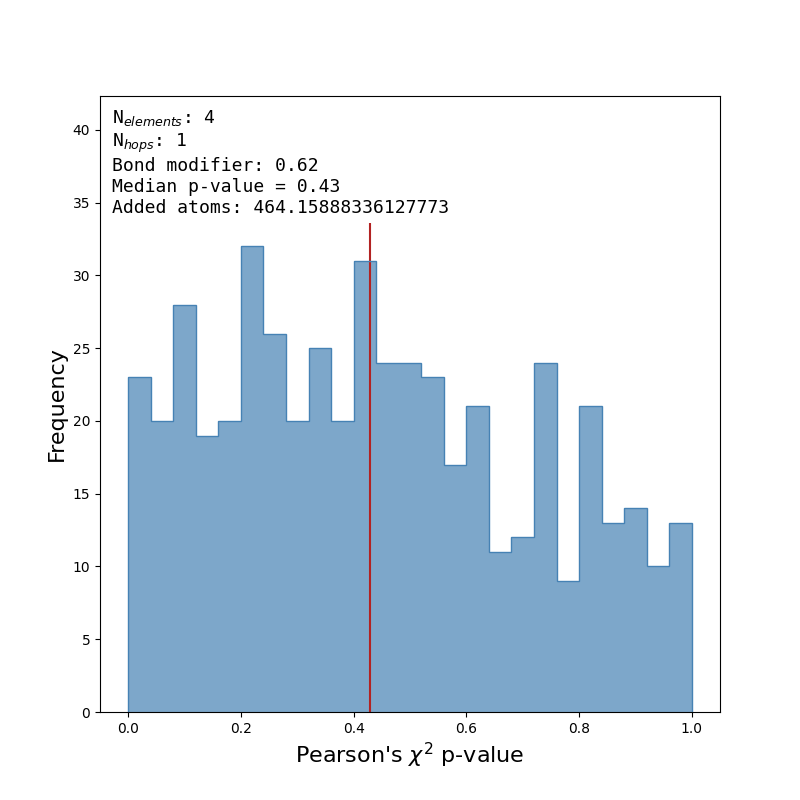 N_elements: 4
N_hops: 1
Bond modifier: 0.62
Median p-value = 0.43
Added atoms: 464.15888336127773
40
35
30
25
20
15
10
5
0
Frequency
0.0 0.2 0.4 0.6 0.8 1.0
Pearson's χ² p-value